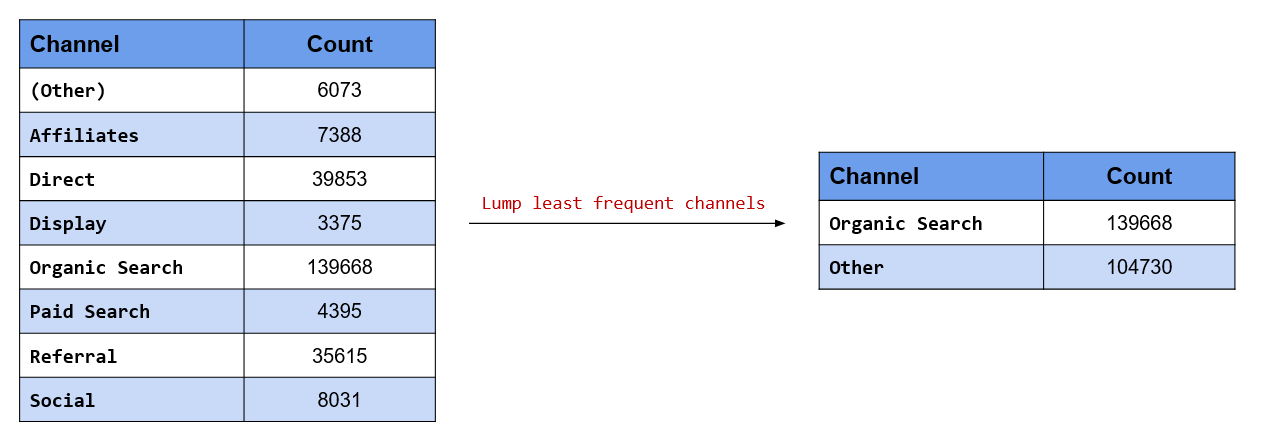 Channel Count
(Other) 6073
Affiliates 7388
Direct 39853
Display 3375
Organic Search 139668
Paid Search 4395
Referral 35615
Social 8031
Lump least frequent channels
Channel Count
Organic Search 139668
Other 104730